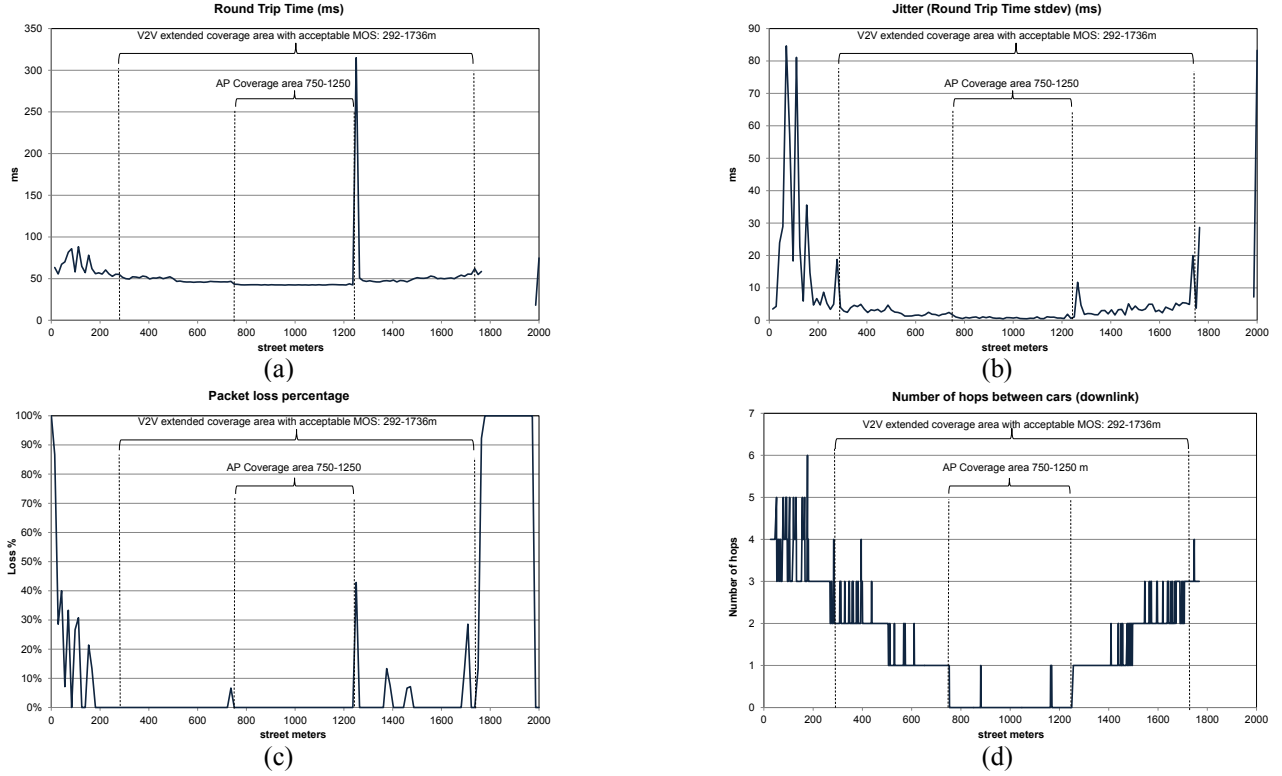 Round Trip Time (ms)
V2V extended coverage area with acceptable MOS: 292-1736m
AP Coverage area 750-1250
350
300
250
200
150
100
50
0
ms
0 200 400 600 800 1000 1200 1400 1600 1800 2000
street meters
(a)
Jitter (Round Trip Time stdev) (ms)
V2V extended coverage area with acceptable MOS: 292-1736m
AP Coverage area 750-1250
90
80
70
60
50
40
30
20
10
0
ms
0 200 400 600 800 1000 1200 1400 1600 1800 2000
street meters
(b)
Packet loss percentage
V2V extended coverage area with acceptable MOS: 292-1736m
AP Coverage area 750-1250
100%
90%
80%
70%
60%
50%
40%
30%
20%
10%
0%
Loss %
0 200 400 600 800 1000 1200 1400 1600 1800 2000
street meters
(c)
Number of hops between cars (downlink)
V2V extended coverage area with acceptable MOS: 292-1736m
AP Coverage area 750-1250 m
7
6
5
4
3
2
1
0
Number of hops
0 200 400 600 800 1000 1200 1400 1600 1800 2000
street meters
(d)